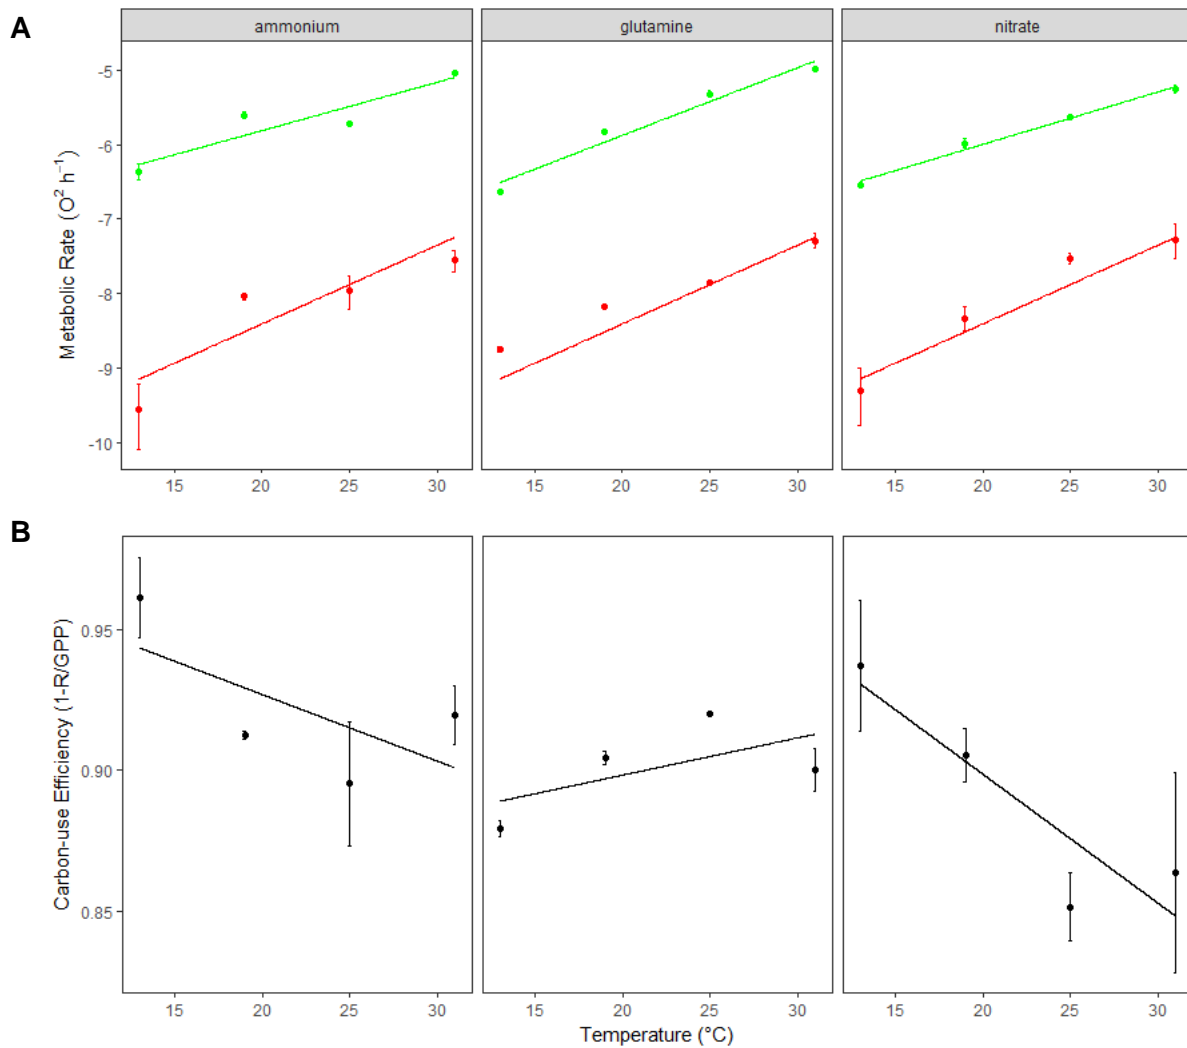 A
ammonium
glutamine
nitrate
Metabolic Rate (O² h⁻¹)
-5
-6
-7
-8
-9
-10
15 20 25 30
15 20 25 30
15 20 25 30
B
Carbon-use Efficiency (1-R/GPP)
0.95
0.90
0.85
15 20 25 30
15 20 25 30
15 20 25 30
Temperature (°C)